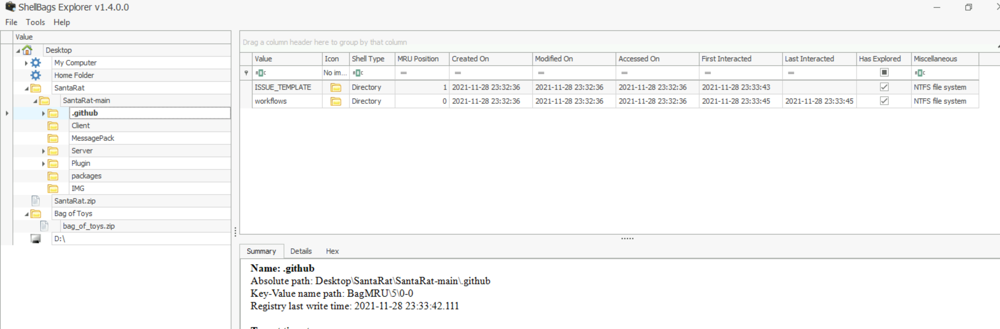 ShellBags Explorer v1.4.0.0
File Tools Help
Value
Desktop
My Computer
Home Folder
SantaRat
SantaRat-main
.github
Client
MessagePack
Server
Plugin
packages
IMG
SantaRat.zip
Bag of Toys
bag_of_toys.zip
D:\
Drag a column header here to group by that column
Value Icon Shell Type MRU Position Created On Modified On Accessed On First Interacted Last Interacted Has Explored Miscellaneous
ABC No im... ABC = = = = = = ABC
ISSUE_TEMPLATE Directory 1 2021-11-28 23:32:36 2021-11-28 23:32:36 2021-11-28 23:32:36 2021-11-28 23:33:43 NTFS file system
workflows Directory 0 2021-11-28 23:32:36 2021-11-28 23:32:36 2021-11-28 23:32:36 2021-11-28 23:33:45 2021-11-28 23:33:45 NTFS file system
Summary Details Hex
Name: .github
Absolute path: Desktop\SantaRat\SantaRat-main\.github
Key-Value name path: BagMRU\5\0-0
Registry last write time: 2021-11-28 23:33:42.111